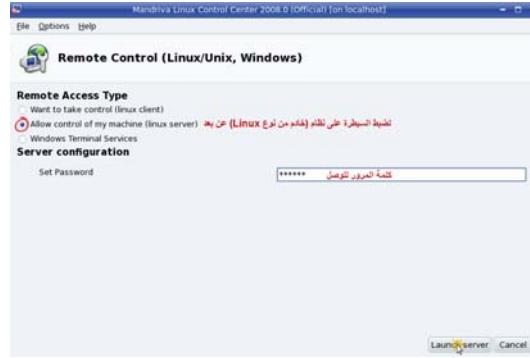 Mandriva Linux Control Center 2008.0 (Official) [on localhost]
File Options Help
Remote Control (Linux/Unix, Windows)
Remote Access Type
Want to take control (linux client)
Allow control of my machine (linux server) لضبط السيطرة على نظام (خادم من نوع Linux) عن بعد
Windows Terminal Services
Server configuration
Set Password ****** كلمة المرور للتوصل
Launch server Cancel